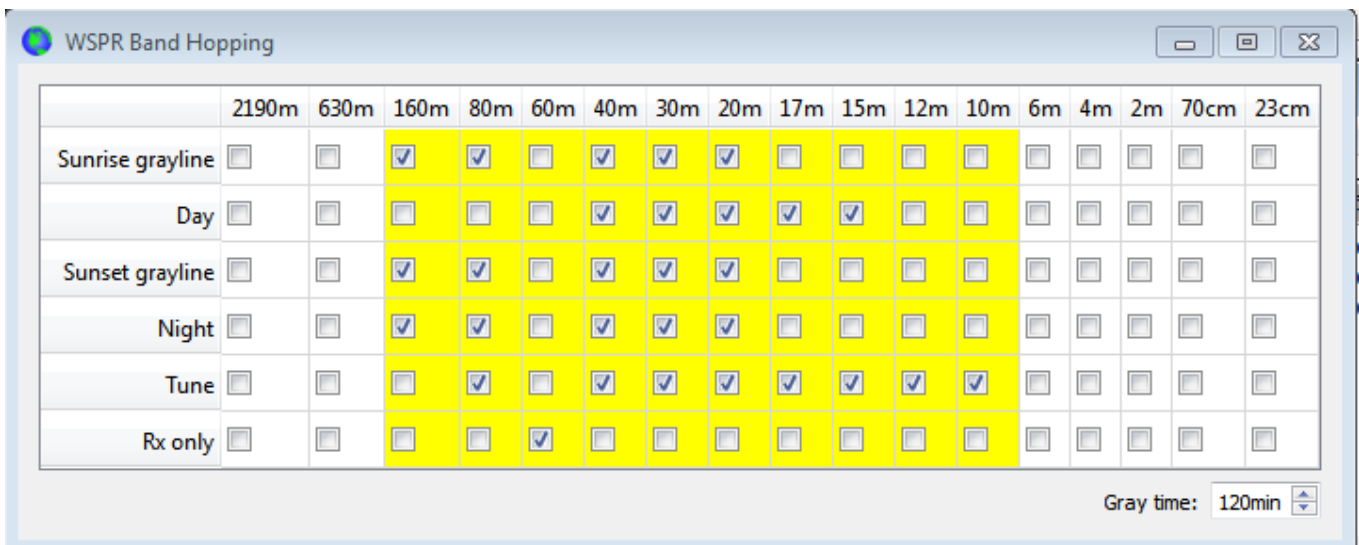 WSPR Band Hopping
2190m 630m 160m 80m 60m 40m 30m 20m 17m 15m 12m 10m 6m 4m 2m 70cm 23cm
Sunrise grayline
Day
Sunset grayline
Night
Tune
Rx only
Gray time: 120min